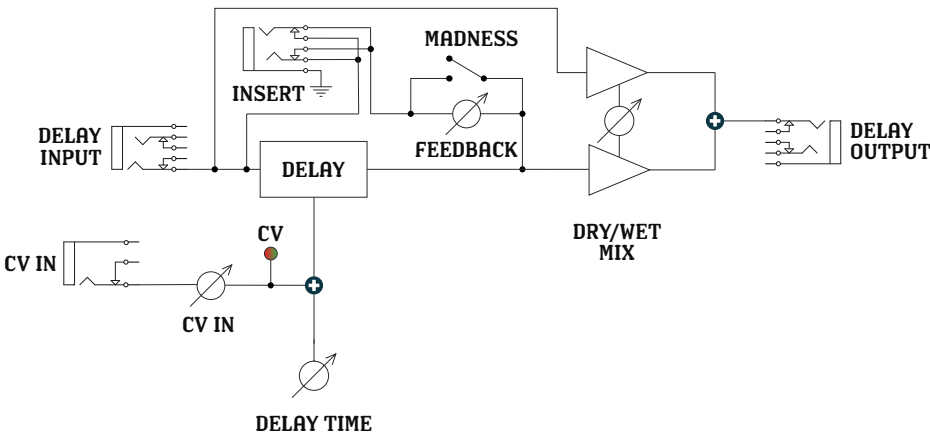 MADNESS
INSERT
FEEDBACK
DELAY
INPUT
DELAY
DELAY
OUTPUT
DRY/WET
MIX
CV
CV IN
CV IN
DELAY TIME